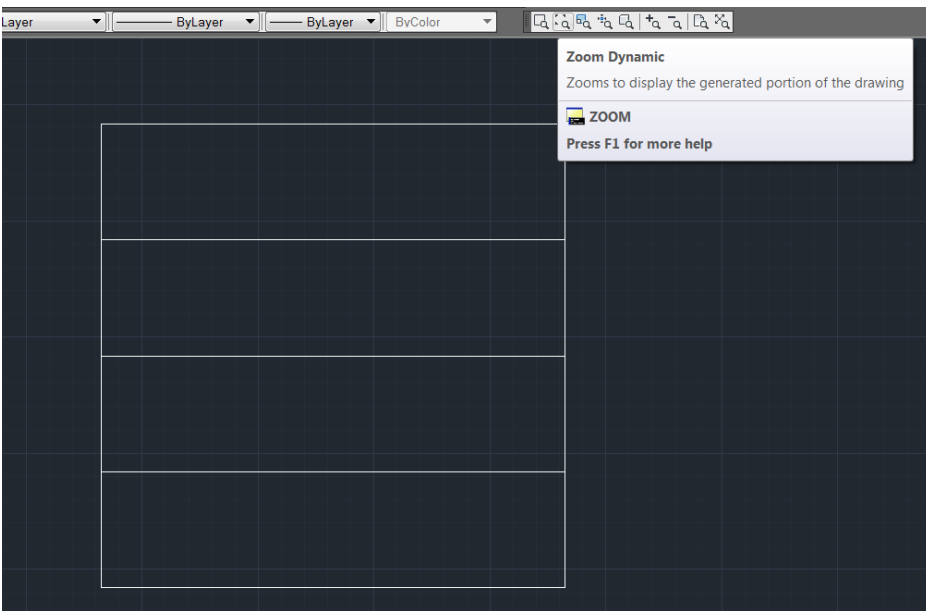 Layer
ByLayer
ByLayer
ByColor
Zoom Dynamic
Zooms to display the generated portion of the drawing
ZOOM
Press F1 for more help